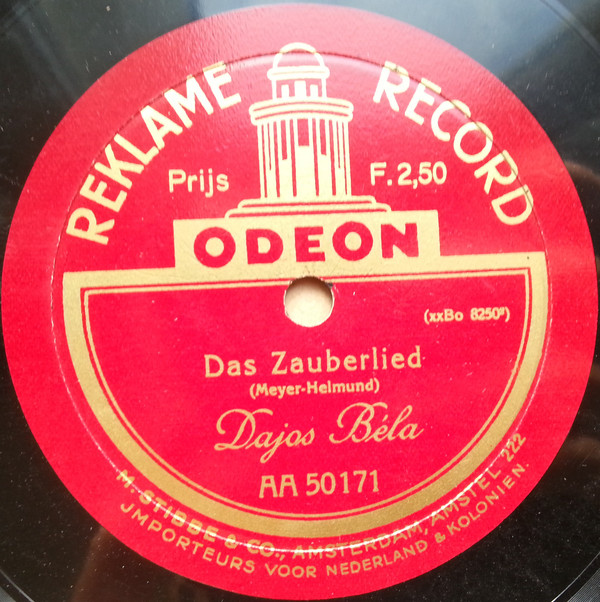 REKLAME RECORD
Prijs F. 2,50
ODEON
(xxBo 8250²)
Das Zauberlied
(Meyer-Helmund)
Dajos Béla
AA 50171
M. STIBBE & CO., AMSTERDAM, AMSTEL 222
JMPORTEURS VOOR NEDERLAND & KOLONIEN.